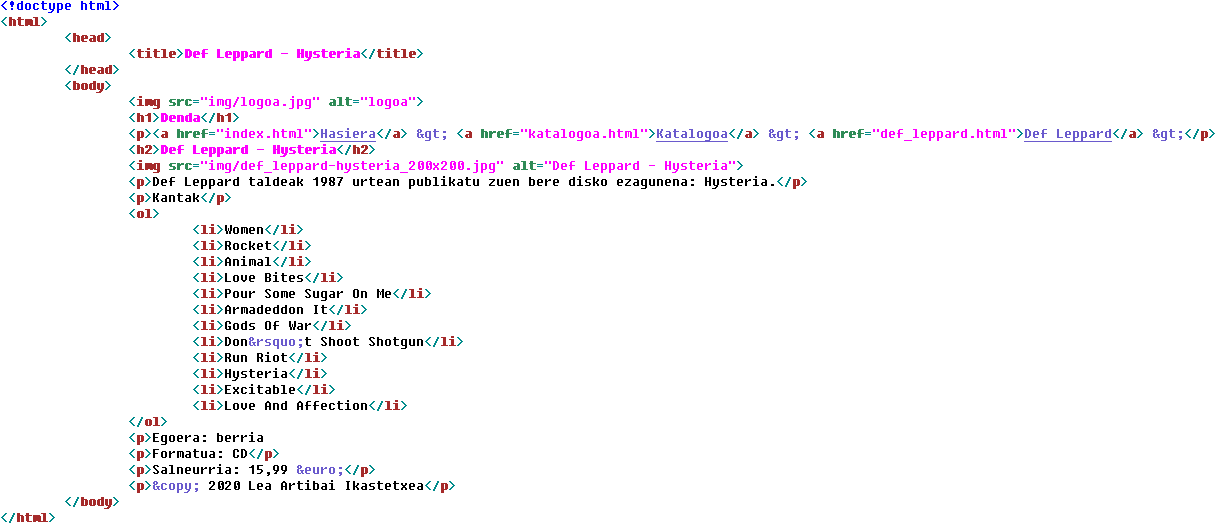 <!doctype html>
<html>
<head>
<title>Def Leppard - Hysteria</title>
</head>
<body>
<img src="img/logoa.jpg" alt="logoa">
<h1>Denda</h1>
<p><a href="index.html">Hasiera</a> &gt; <a href="katalogoa.html">Katalogoa</a> &gt; <a href="def_leppard.html">Def Leppard</a> &gt;</p>
<h2>Def Leppard - Hysteria</h2>
<img src="img/def_leppard-hysteria_200x200.jpg" alt="Def Leppard - Hysteria">
<p>Def Leppard taldeak 1987 urtean publikatu zuen bere disko ezagunena: Hysteria.</p>
<p>Kantak</p>
<ol>
<li>Women</li>
<li>Rocket</li>
<li>Animal</li>
<li>Love Bites</li>
<li>Pour Some Sugar On Me</li>
<li>Armadeddon It</li>
<li>Gods Of War</li>
<li>Don&rsquo;t Shoot Shotgun</li>
<li>Run Riot</li>
<li>Hysteria</li>
<li>Excitable</li>
<li>Love And Affection</li>
</ol>
<p>Egoera: berria
<p>Formatua: CD</p>
<p>Salneurria: 15,99 &euro;</p>
<p>&copy; 2020 Lea Artibai Ikastetxea</p>
</body>
</html>